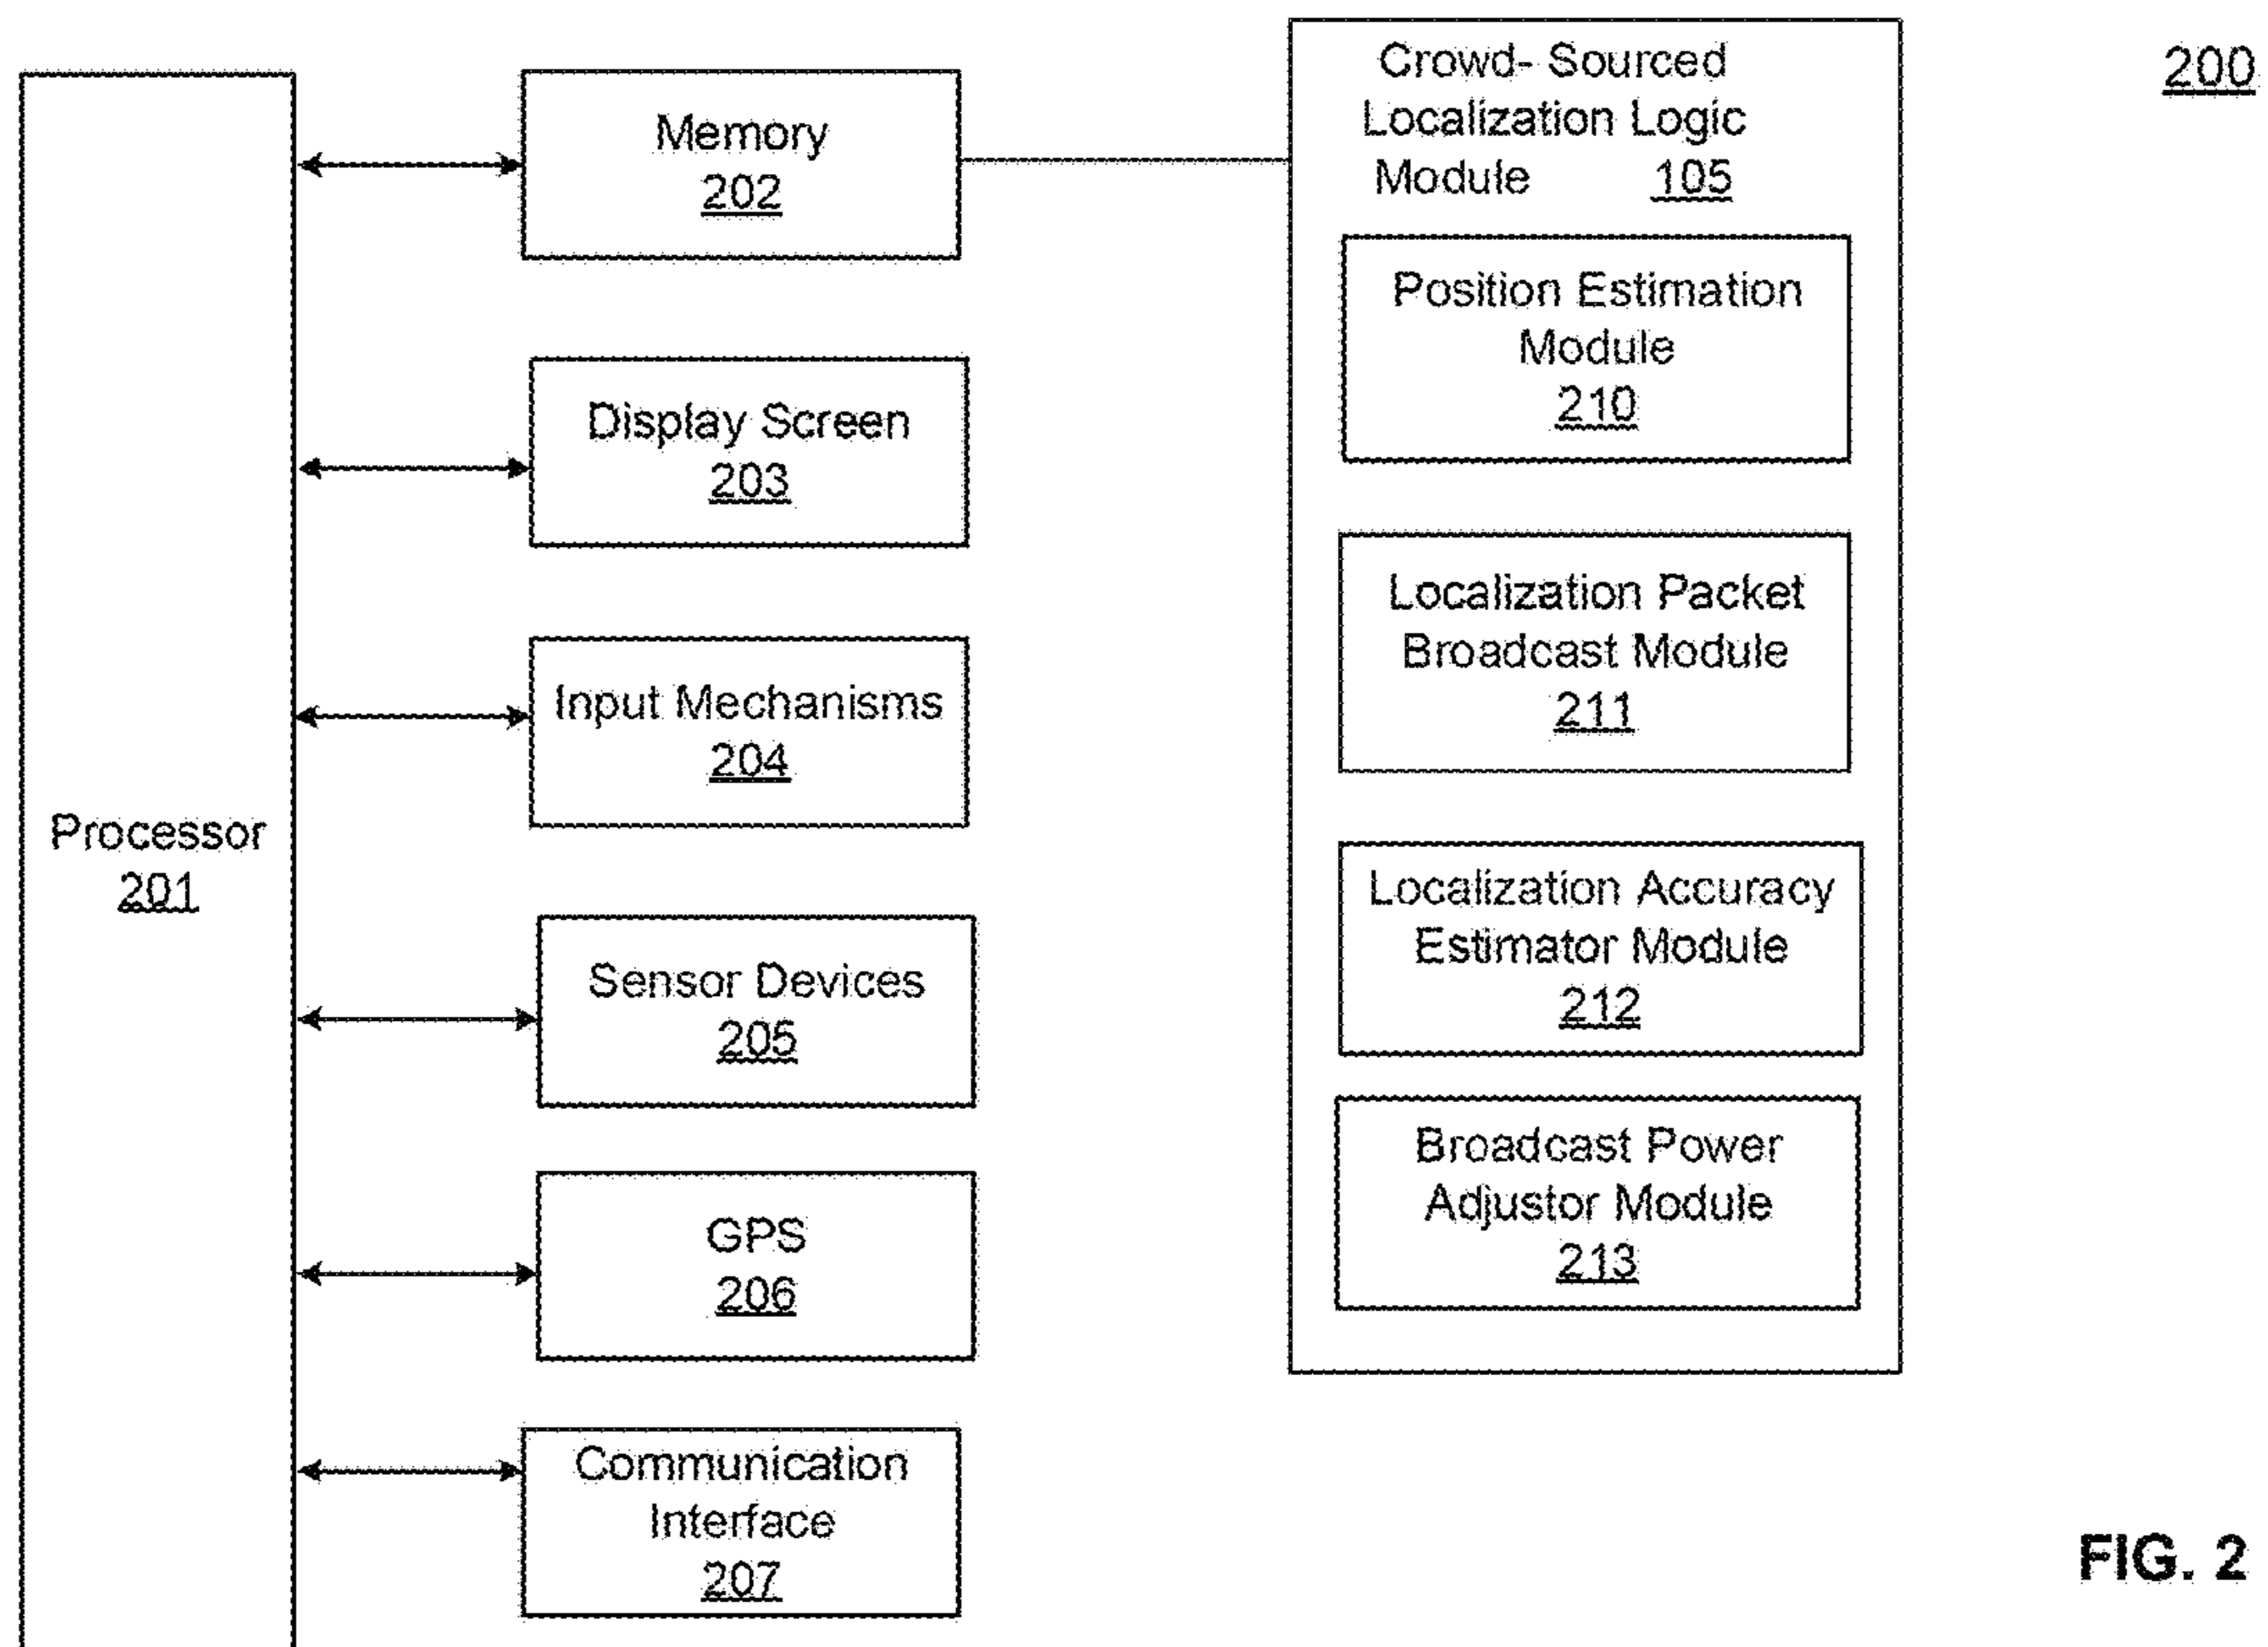 200
Processor
201
Memory
202
Display Screen
203
Input Mechanisms
204
Sensor Devices
205
GPS
206
Communication
Interface
207
Crowd- Sourced
Localization Logic
Module 105
Position Estimation
Module
210
Localization Packet
Broadcast Module
211
Localization Accuracy
Estimator Module
212
Broadcast Power
Adjustor Module
213
FIG. 2